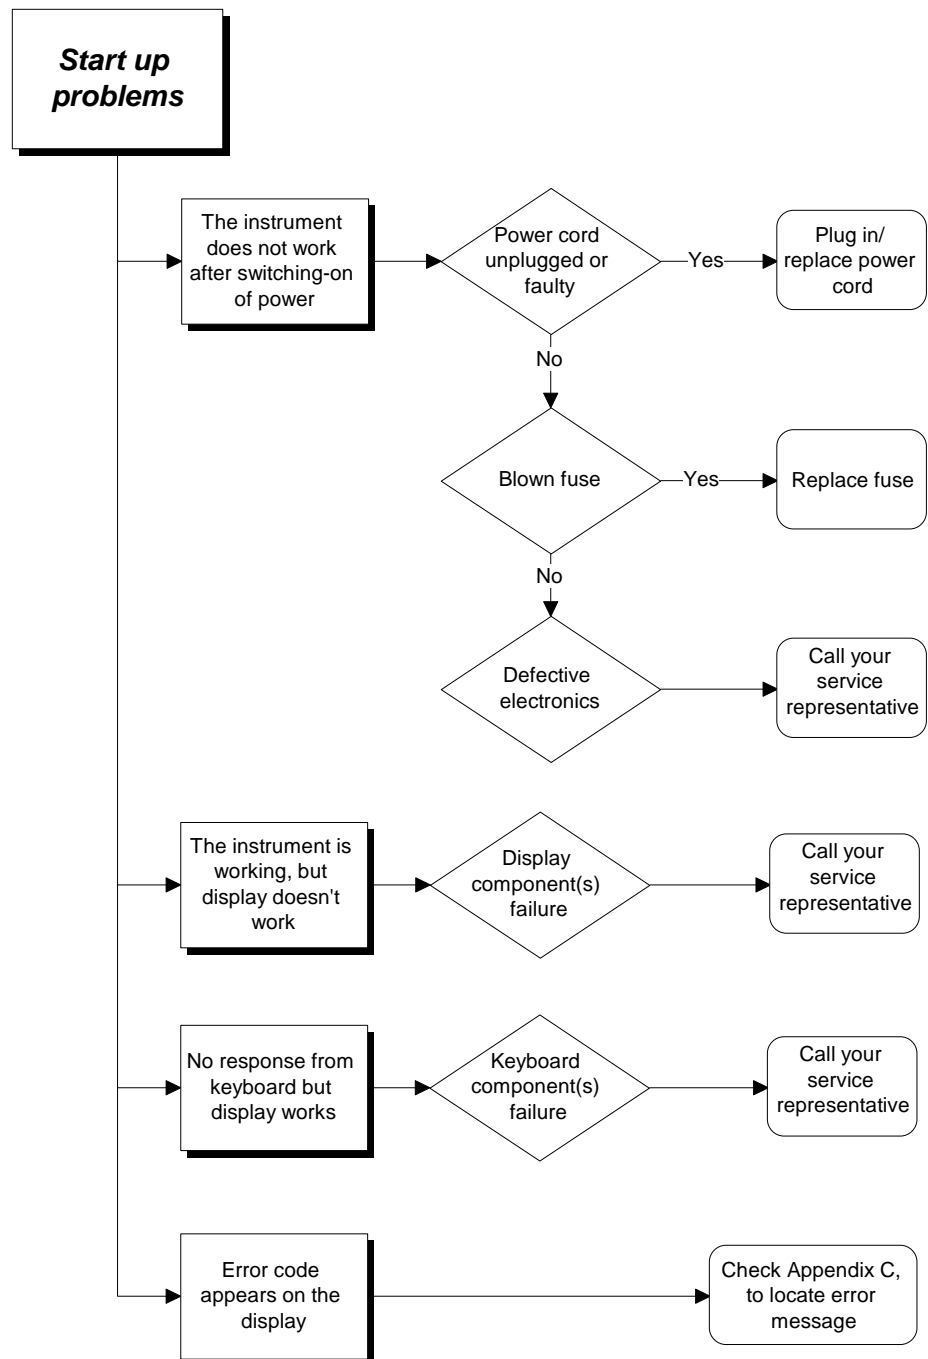 Start up
problems
The instrument
does not work
after switching-on
of power
Power cord
unplugged or
faulty
Yes
Plug in/
replace power
cord
No
Blown fuse
Yes
Replace fuse
No
Defective
electronics
Call your
service
representative
The instrument is
working, but
display doesn't
work
Display
component(s)
failure
Call your
service
representative
No response from
keyboard but
display works
Keyboard
component(s)
failure
Call your
service
representative
Error code
appears on the
display
Check Appendix C,
to locate error
message